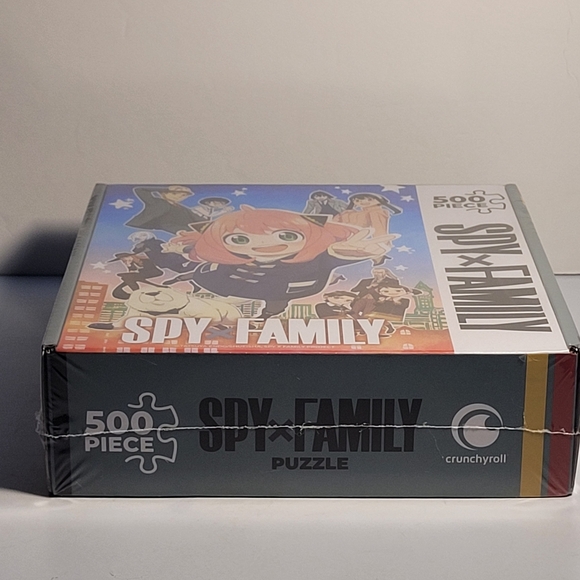 500
PIECE
SPY×FAMILY
SPY FAMILY
500
PIECE
SPY×FAMILY
PUZZLE
crunchyroll